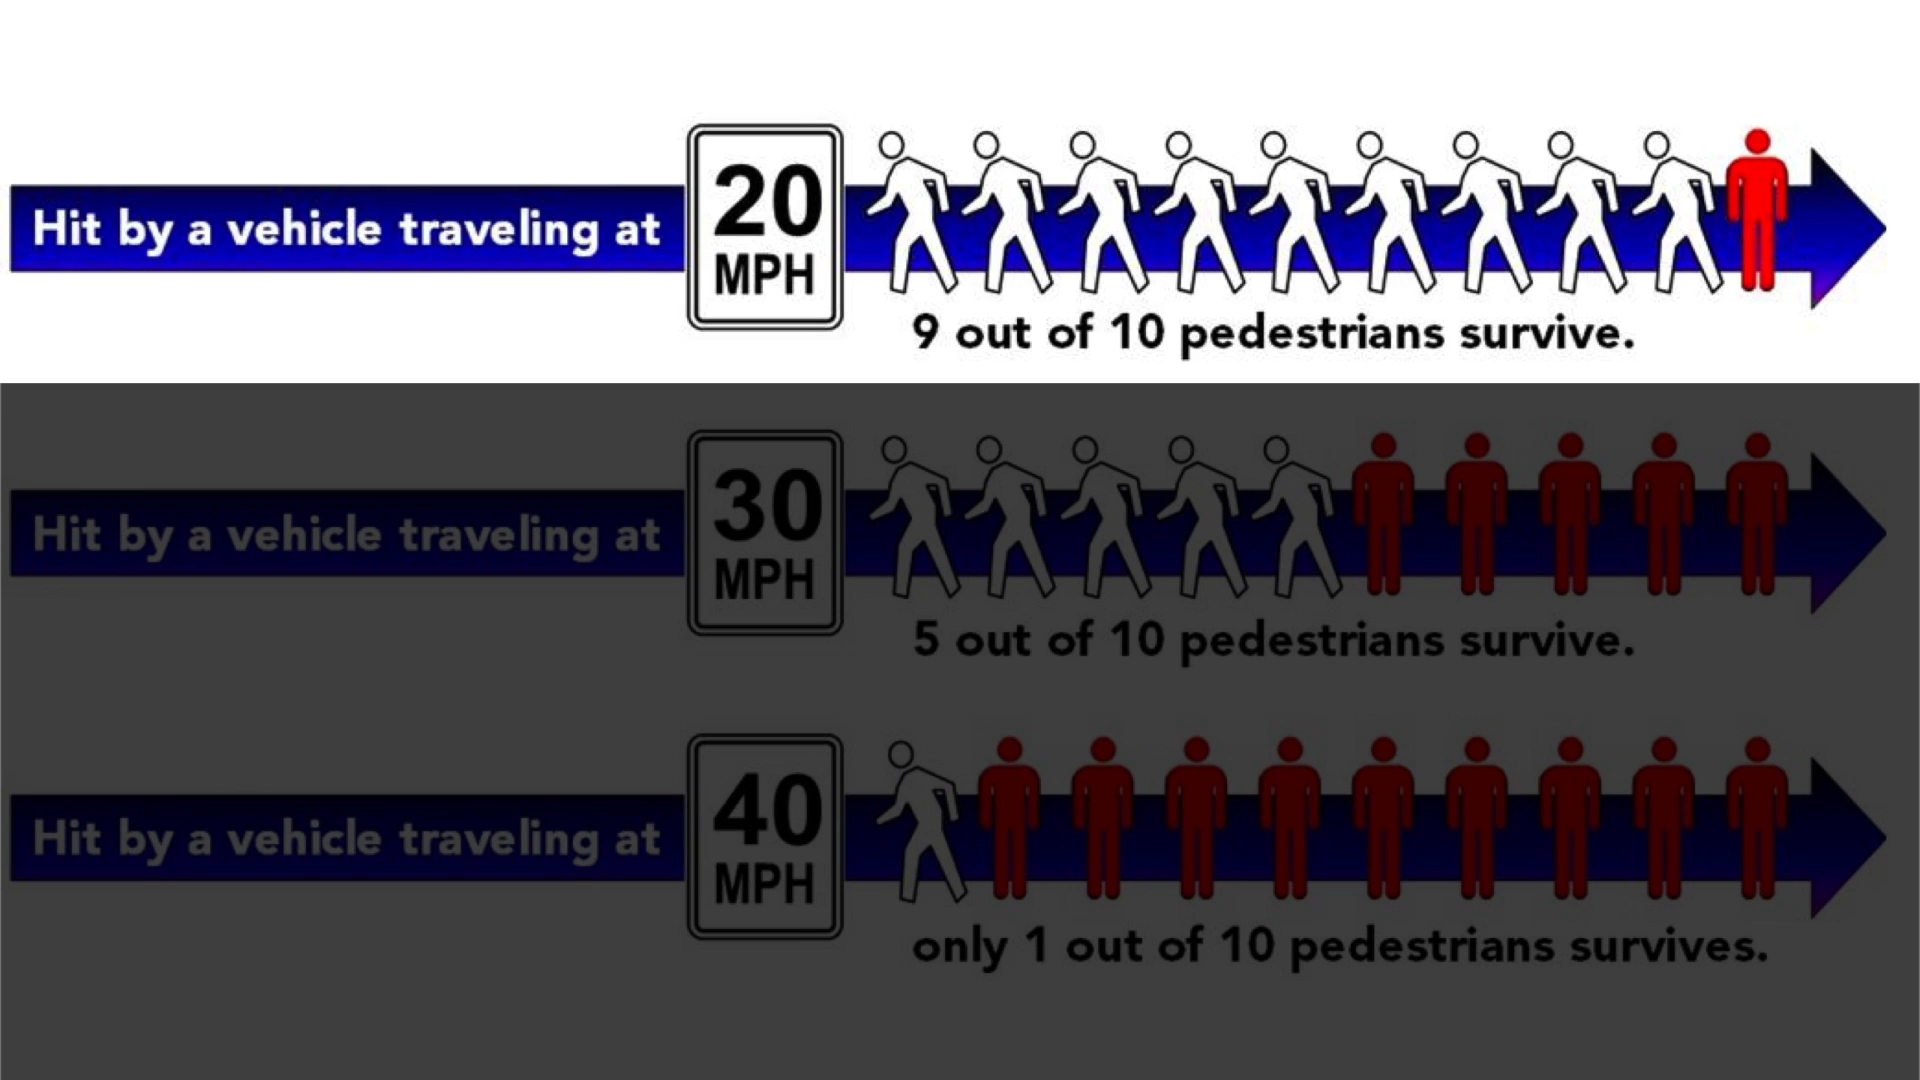 Hit by a vehicle traveling at
20
MPH
9 out of 10 pedestrians survive.
Hit by a vehicle traveling at
30
MPH
5 out of 10 pedestrians survive.
Hit by a vehicle traveling at
40
MPH
only 1 out of 10 pedestrians survives.